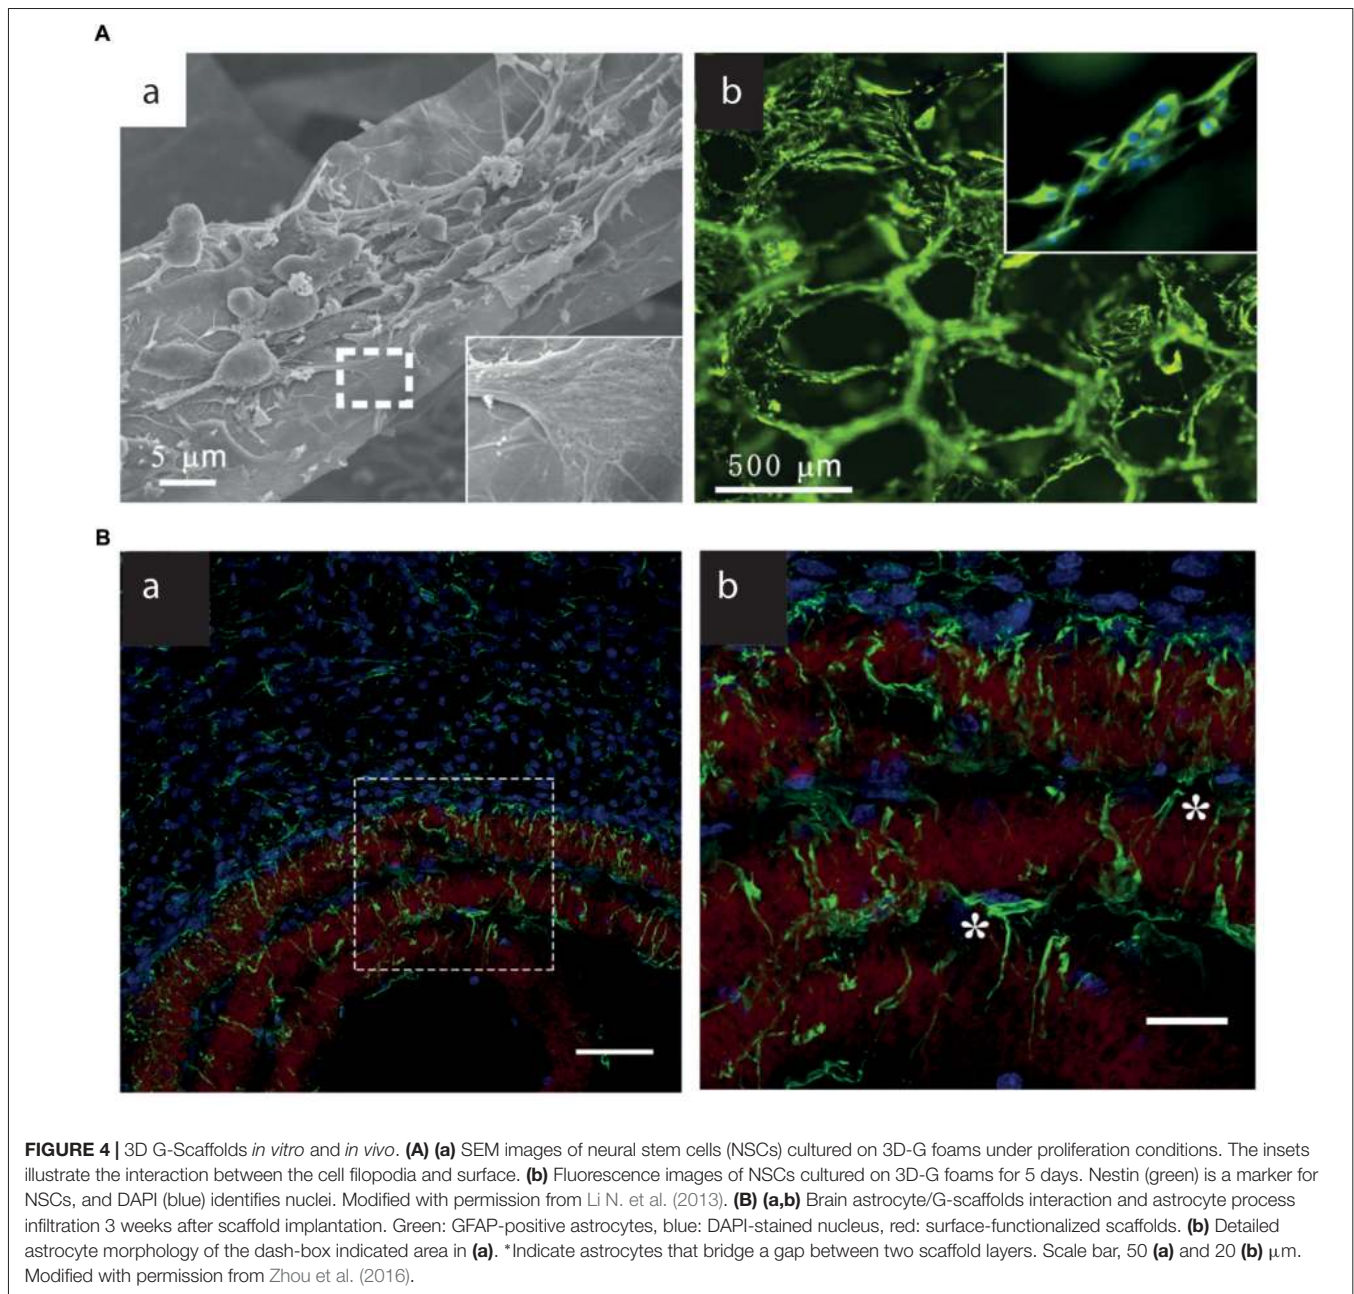 A
a
b
5 μm
500 μm
B
a
b
*
*
FIGURE 4 | 3D G-Scaffolds in vitro and in vivo. (A) (a) SEM images of neural stem cells (NSCs) cultured on 3D-G foams under proliferation conditions. The insets
illustrate the interaction between the cell filopodia and surface. (b) Fluorescence images of NSCs cultured on 3D-G foams for 5 days. Nestin (green) is a marker for
NSCs, and DAPI (blue) identifies nuclei. Modified with permission from Li N. et al. (2013). (B) (a,b) Brain astrocyte/G-scaffolds interaction and astrocyte process
infiltration 3 weeks after scaffold implantation. Green: GFAP-positive astrocytes, blue: DAPI-stained nucleus, red: surface-functionalized scaffolds. (b) Detailed
astrocyte morphology of the dash-box indicated area in (a). *Indicate astrocytes that bridge a gap between two scaffold layers. Scale bar, 50 (a) and 20 (b) μm.
Modified with permission from Zhou et al. (2016).